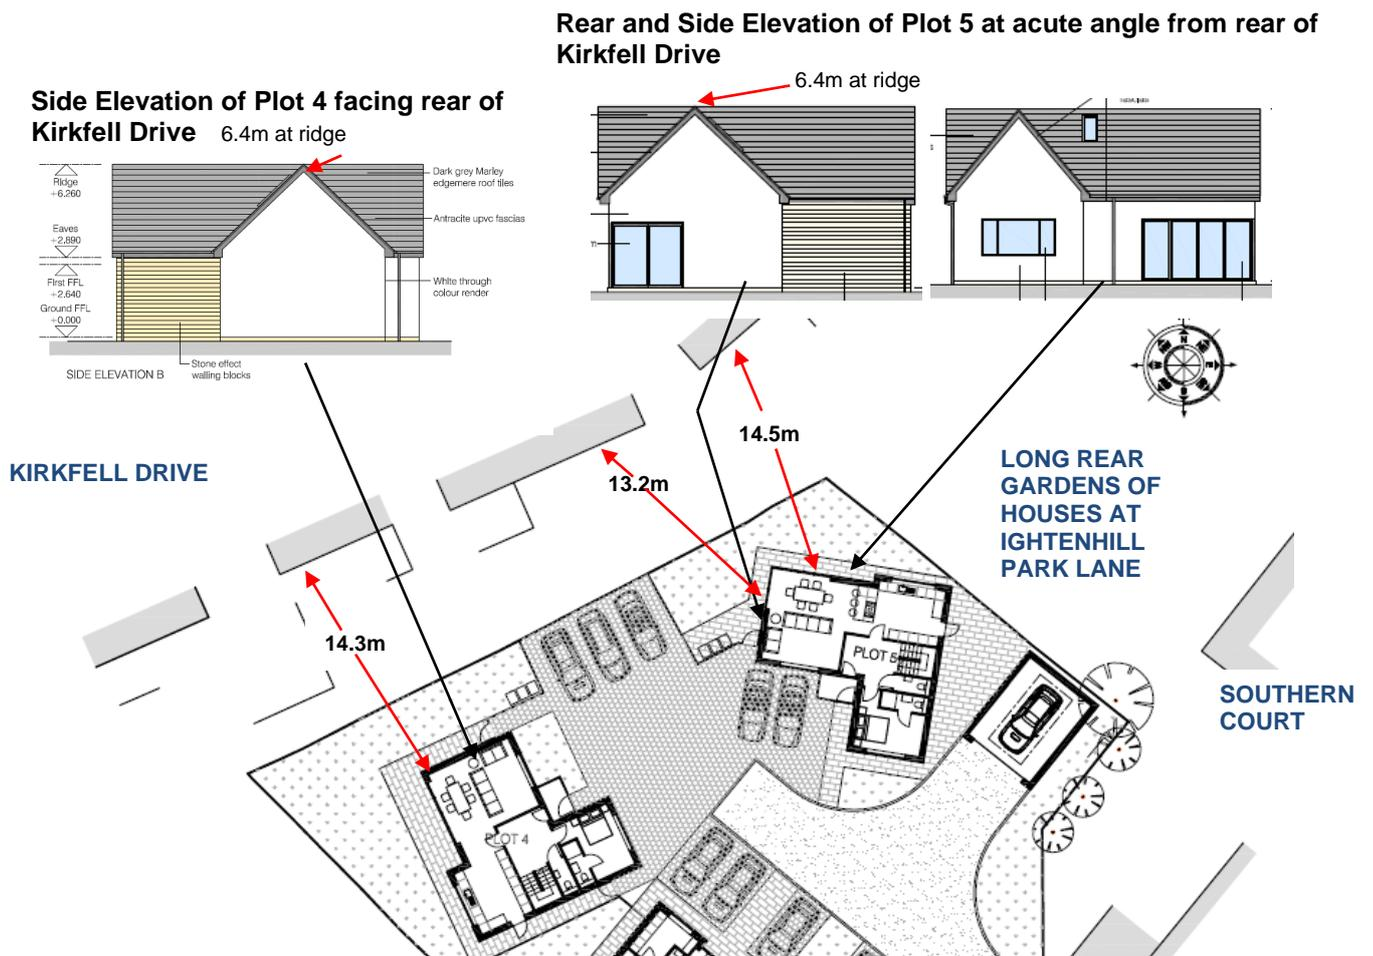 Rear and Side Elevation of Plot 5 at acute angle from rear of
Kirkfell Drive
6.4m at ridge
Side Elevation of Plot 4 facing rear of
Kirkfell Drive
6.4m at ridge
Ridge
+6.260
Eaves
+2.890
First FFL
+2.640
Ground FFL
+0.000
Dark grey Marley
edgemere roof tiles
Antracite upvc fascias
White through
colour render
Stone effect
walling blocks
SIDE ELEVATION B
KIRKFELL DRIVE
14.5m
13.2m
14.3m
LONG REAR
GARDENS OF
HOUSES AT
IGHTENHILL
PARK LANE
SOUTHERN
COURT
PLOT 5
PLOT 4
N
E
S
W